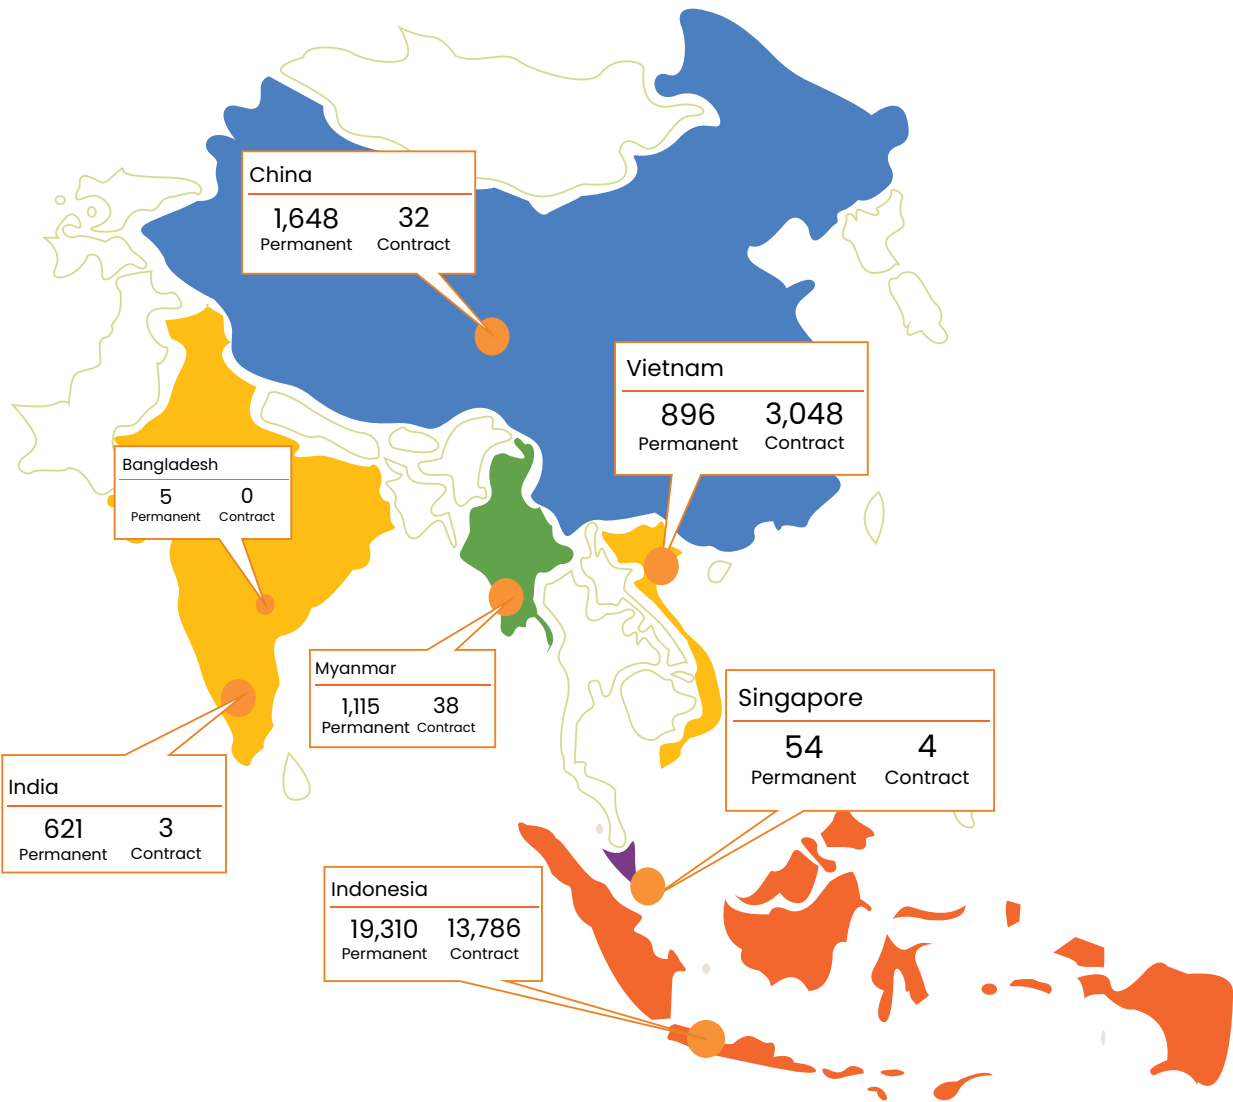 China
1,648 32
Permanent Contract
Vietnam
896 3,048
Permanent Contract
Bangladesh
5 0
Permanent Contract
Myanmar
1,115 38
Permanent Contract
Singapore
54 4
Permanent Contract
India
621 3
Permanent Contract
Indonesia
19,310 13,786
Permanent Contract